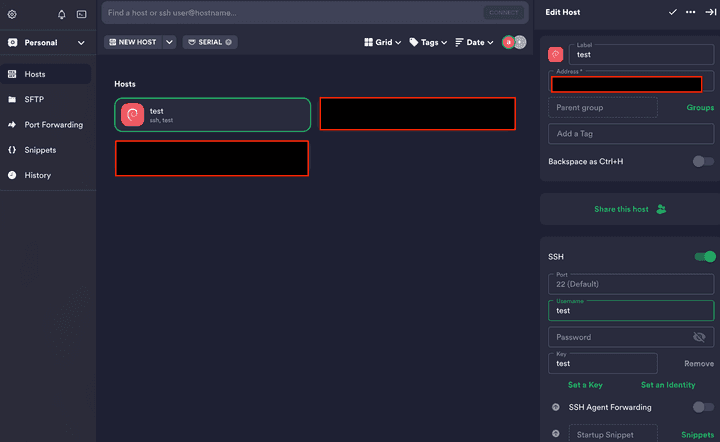 Find a host or ssh user@hostname...
CONNECT
Personal
NEW HOST
SERIAL
Grid
Tags
Date
a
+
Hosts
SFTP
Port Forwarding
Snippets
History
Hosts
test
ssh, test
Edit Host
Label
test
Address *
Parent group
Groups
Add a Tag
Backspace as Ctrl+H
Share this host
SSH
Port
22 (Default)
Username
test
Password
Key
test
Remove
Set a Key
Set an Identity
SSH Agent Forwarding
Startup Snippet
Snippets